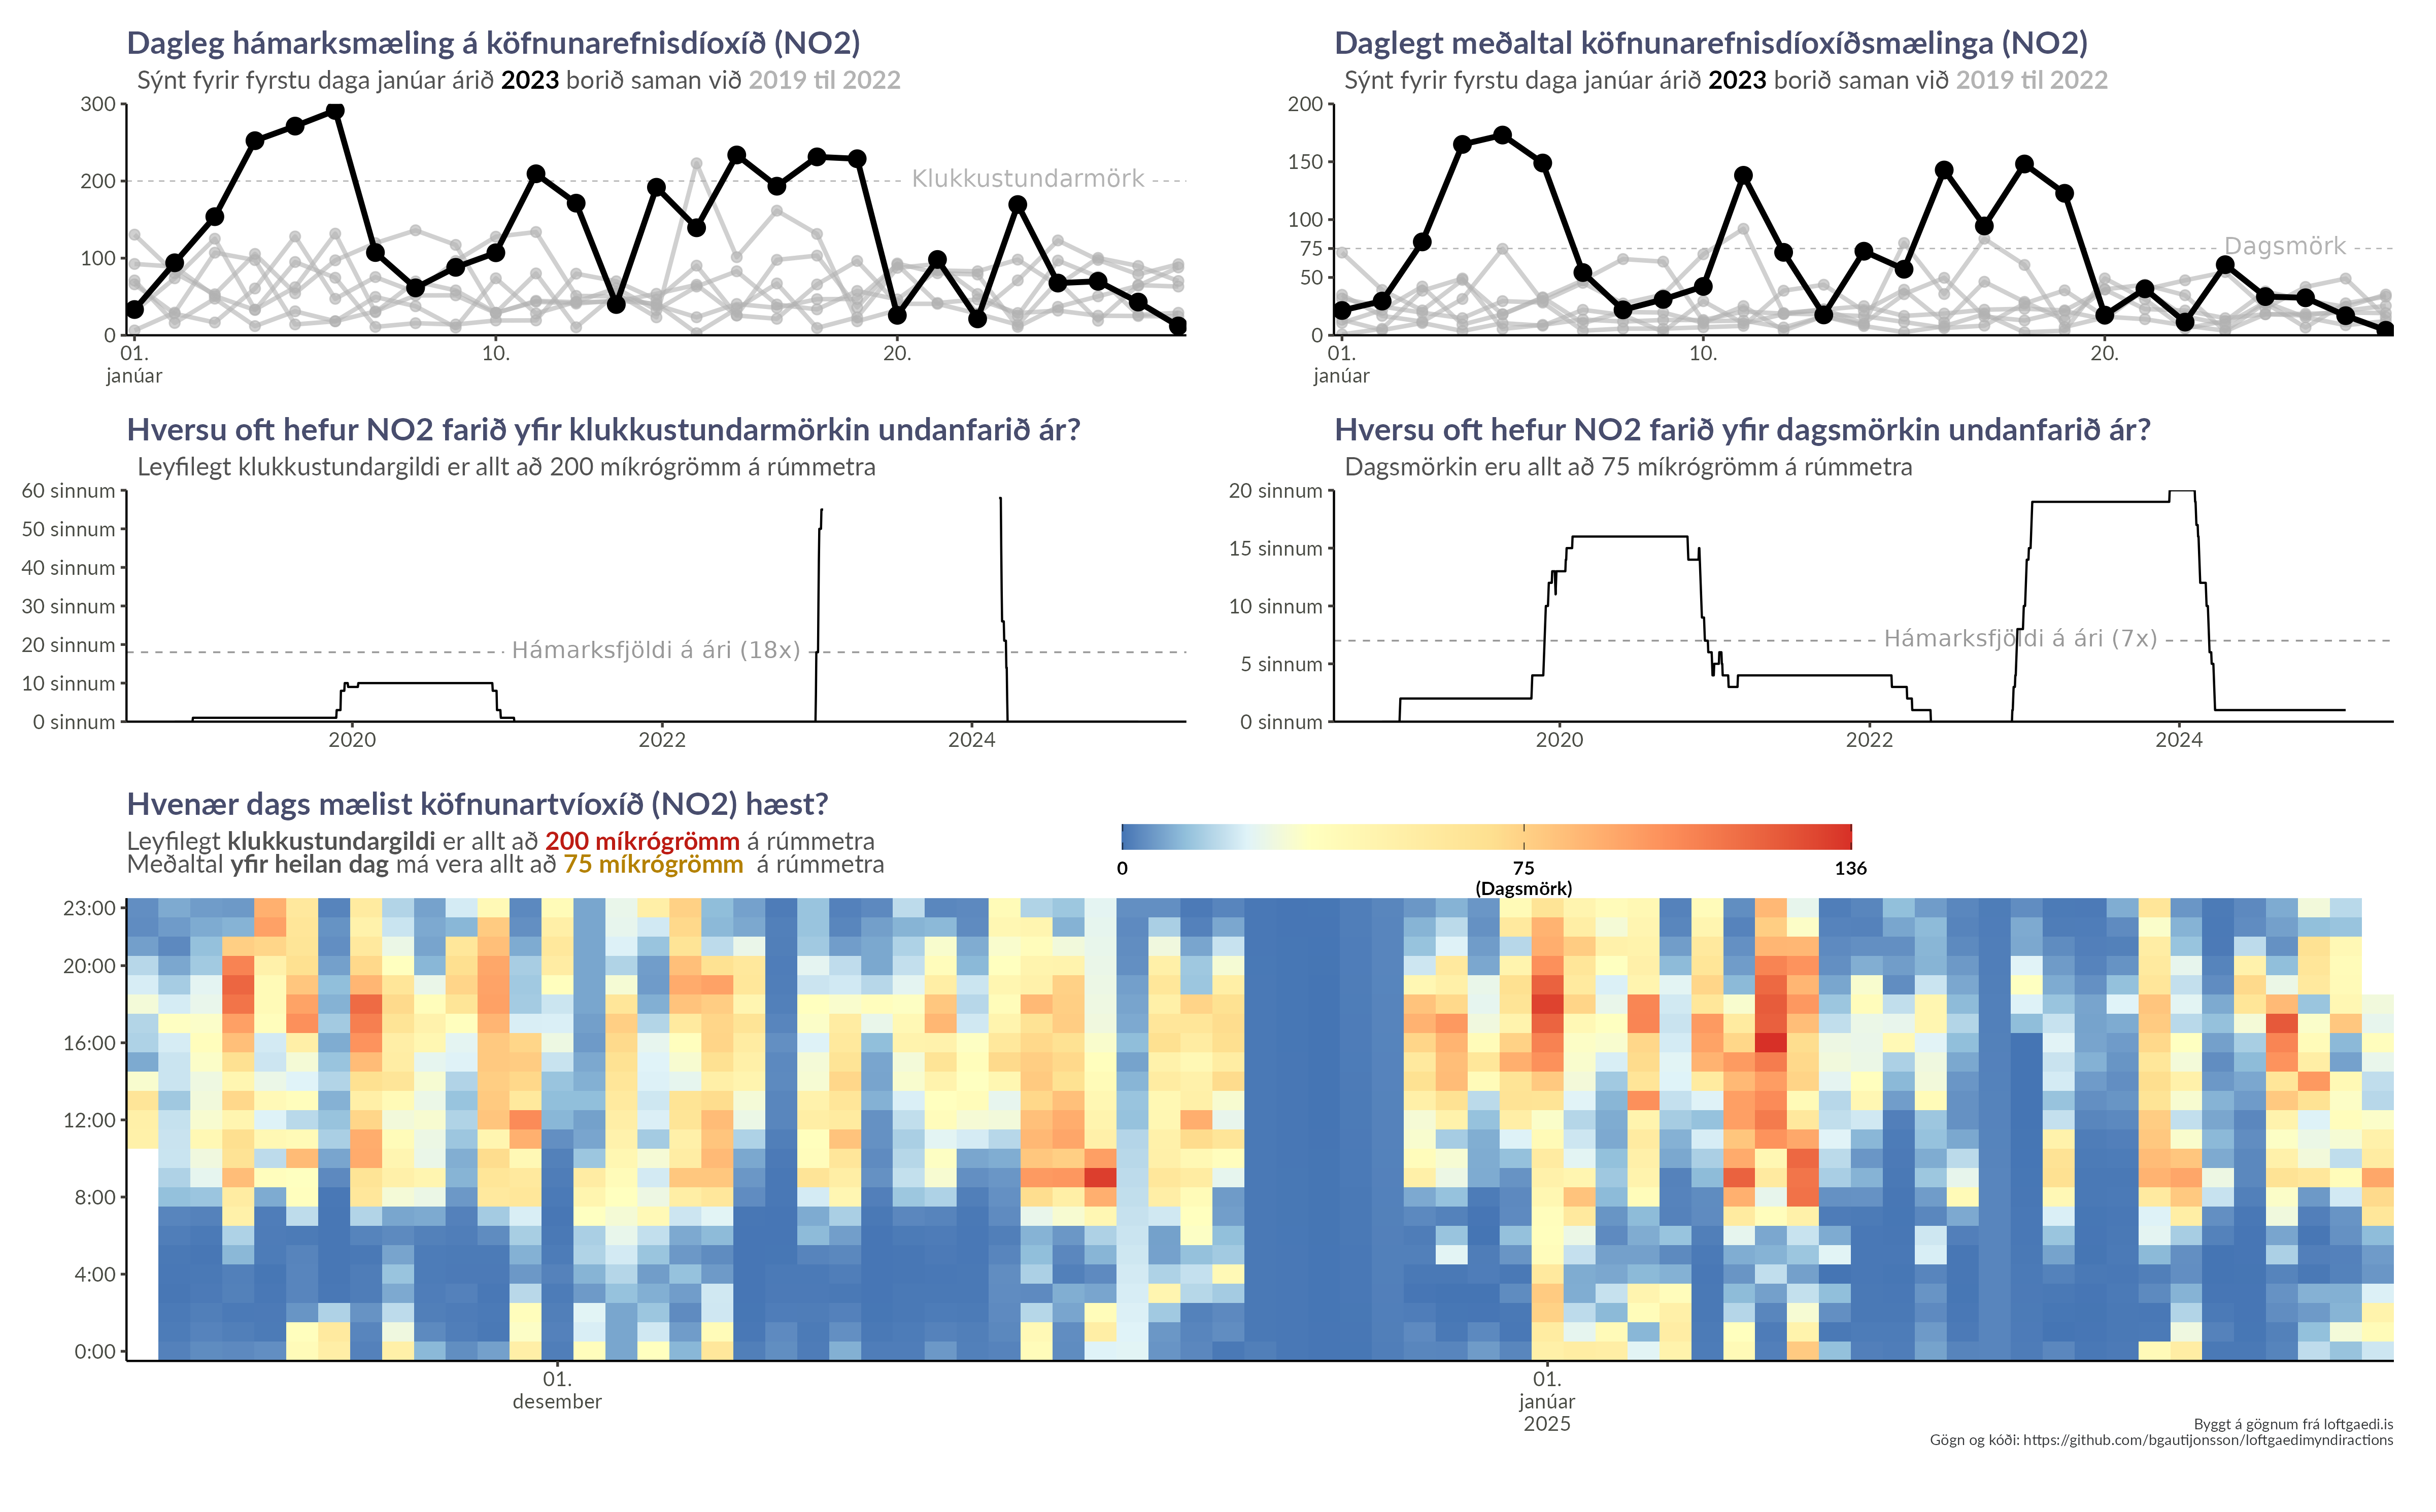 Dagleg hámarksmæling á köfnunarefnisdíoxíð (NO2)
Sýnt fyrir fyrstu daga janúar árið 2023 borið saman við 2019 til 2022
300
200
100
0
Klukkustundarmörk
01.
janúar
10.
20.
Daglegt meðaltal köfnunarefnisdíoxíðsmælinga (NO2)
Sýnt fyrir fyrstu daga janúar árið 2023 borið saman við 2019 til 2022
200
150
100
75
50
0
Dagsmörk
01.
janúar
10.
20.
Hversu oft hefur NO2 farið yfir klukkustundarmörkin undanfarið ár?
Leyfilegt klukkustundargildi er allt að 200 míkrógrömm á rúmmetra
60 sinnum
50 sinnum
40 sinnum
30 sinnum
20 sinnum
10 sinnum
0 sinnum
Hámarksfjöldi á ári (18x)
2020
2022
2024
Hversu oft hefur NO2 farið yfir dagsmörkin undanfarið ár?
Dagsmörkin eru allt að 75 míkrógrömm á rúmmetra
20 sinnum
15 sinnum
10 sinnum
5 sinnum
0 sinnum
Hámarksfjöldi á ári (7x)
2020
2022
2024
Hvenær dags mælist köfnunartvíoxíð (NO2) hæst?
Leyfilegt klukkustundargildi er allt að 200 míkrógrömm á rúmmetra
Meðaltal yfir heilan dag má vera allt að 75 míkrógrömm á rúmmetra
0
75
(Dagsmörk)
136
23:00
20:00
16:00
12:00
8:00
4:00
0:00
01.
desember
01.
janúar
2025
Byggt á gögnum frá loftgaedi.is
Gögn og kóði: https://github.com/bgautijonsson/loftgaedimyndiractions